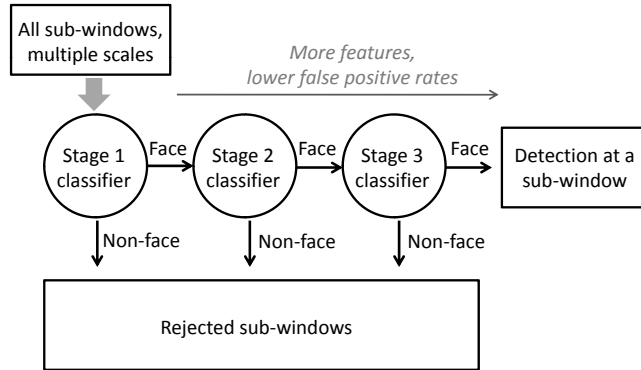 All sub-windows,
multiple scales
More features,
lower false positive rates
Stage 1
classifier
Face
Stage 2
classifier
Face
Stage 3
classifier
Face
Detection at a
sub-window
Non-face
Non-face
Non-face
Rejected sub-windows